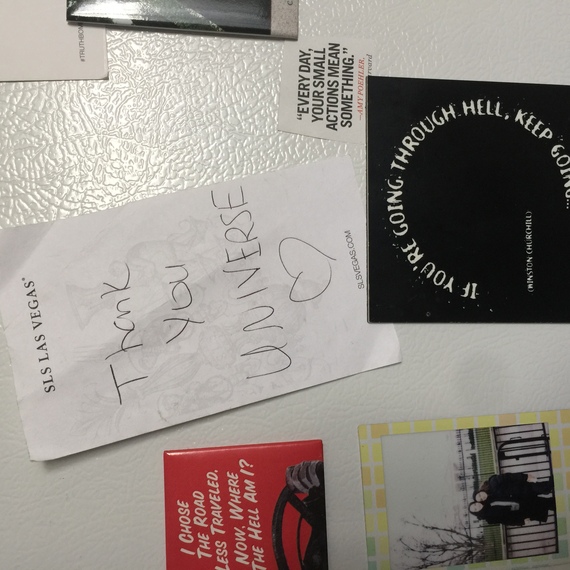 #TRUTHBOM
"EVERY DAY,
YOUR SMALL
ACTIONS MEAN
SOMETHING."
—AMY POEHLER,
IF YOU'RE GOING THROUGH HELL, KEEP GOING...
(WINSTON CHURCHILL)
SLS LAS VEGAS®
Thank
you
UNIVERSE
SLSVEGAS.COM
I CHOSE
THE ROAD
LESS TRAVELED.
NOW, WHERE
THE HELL AM I?